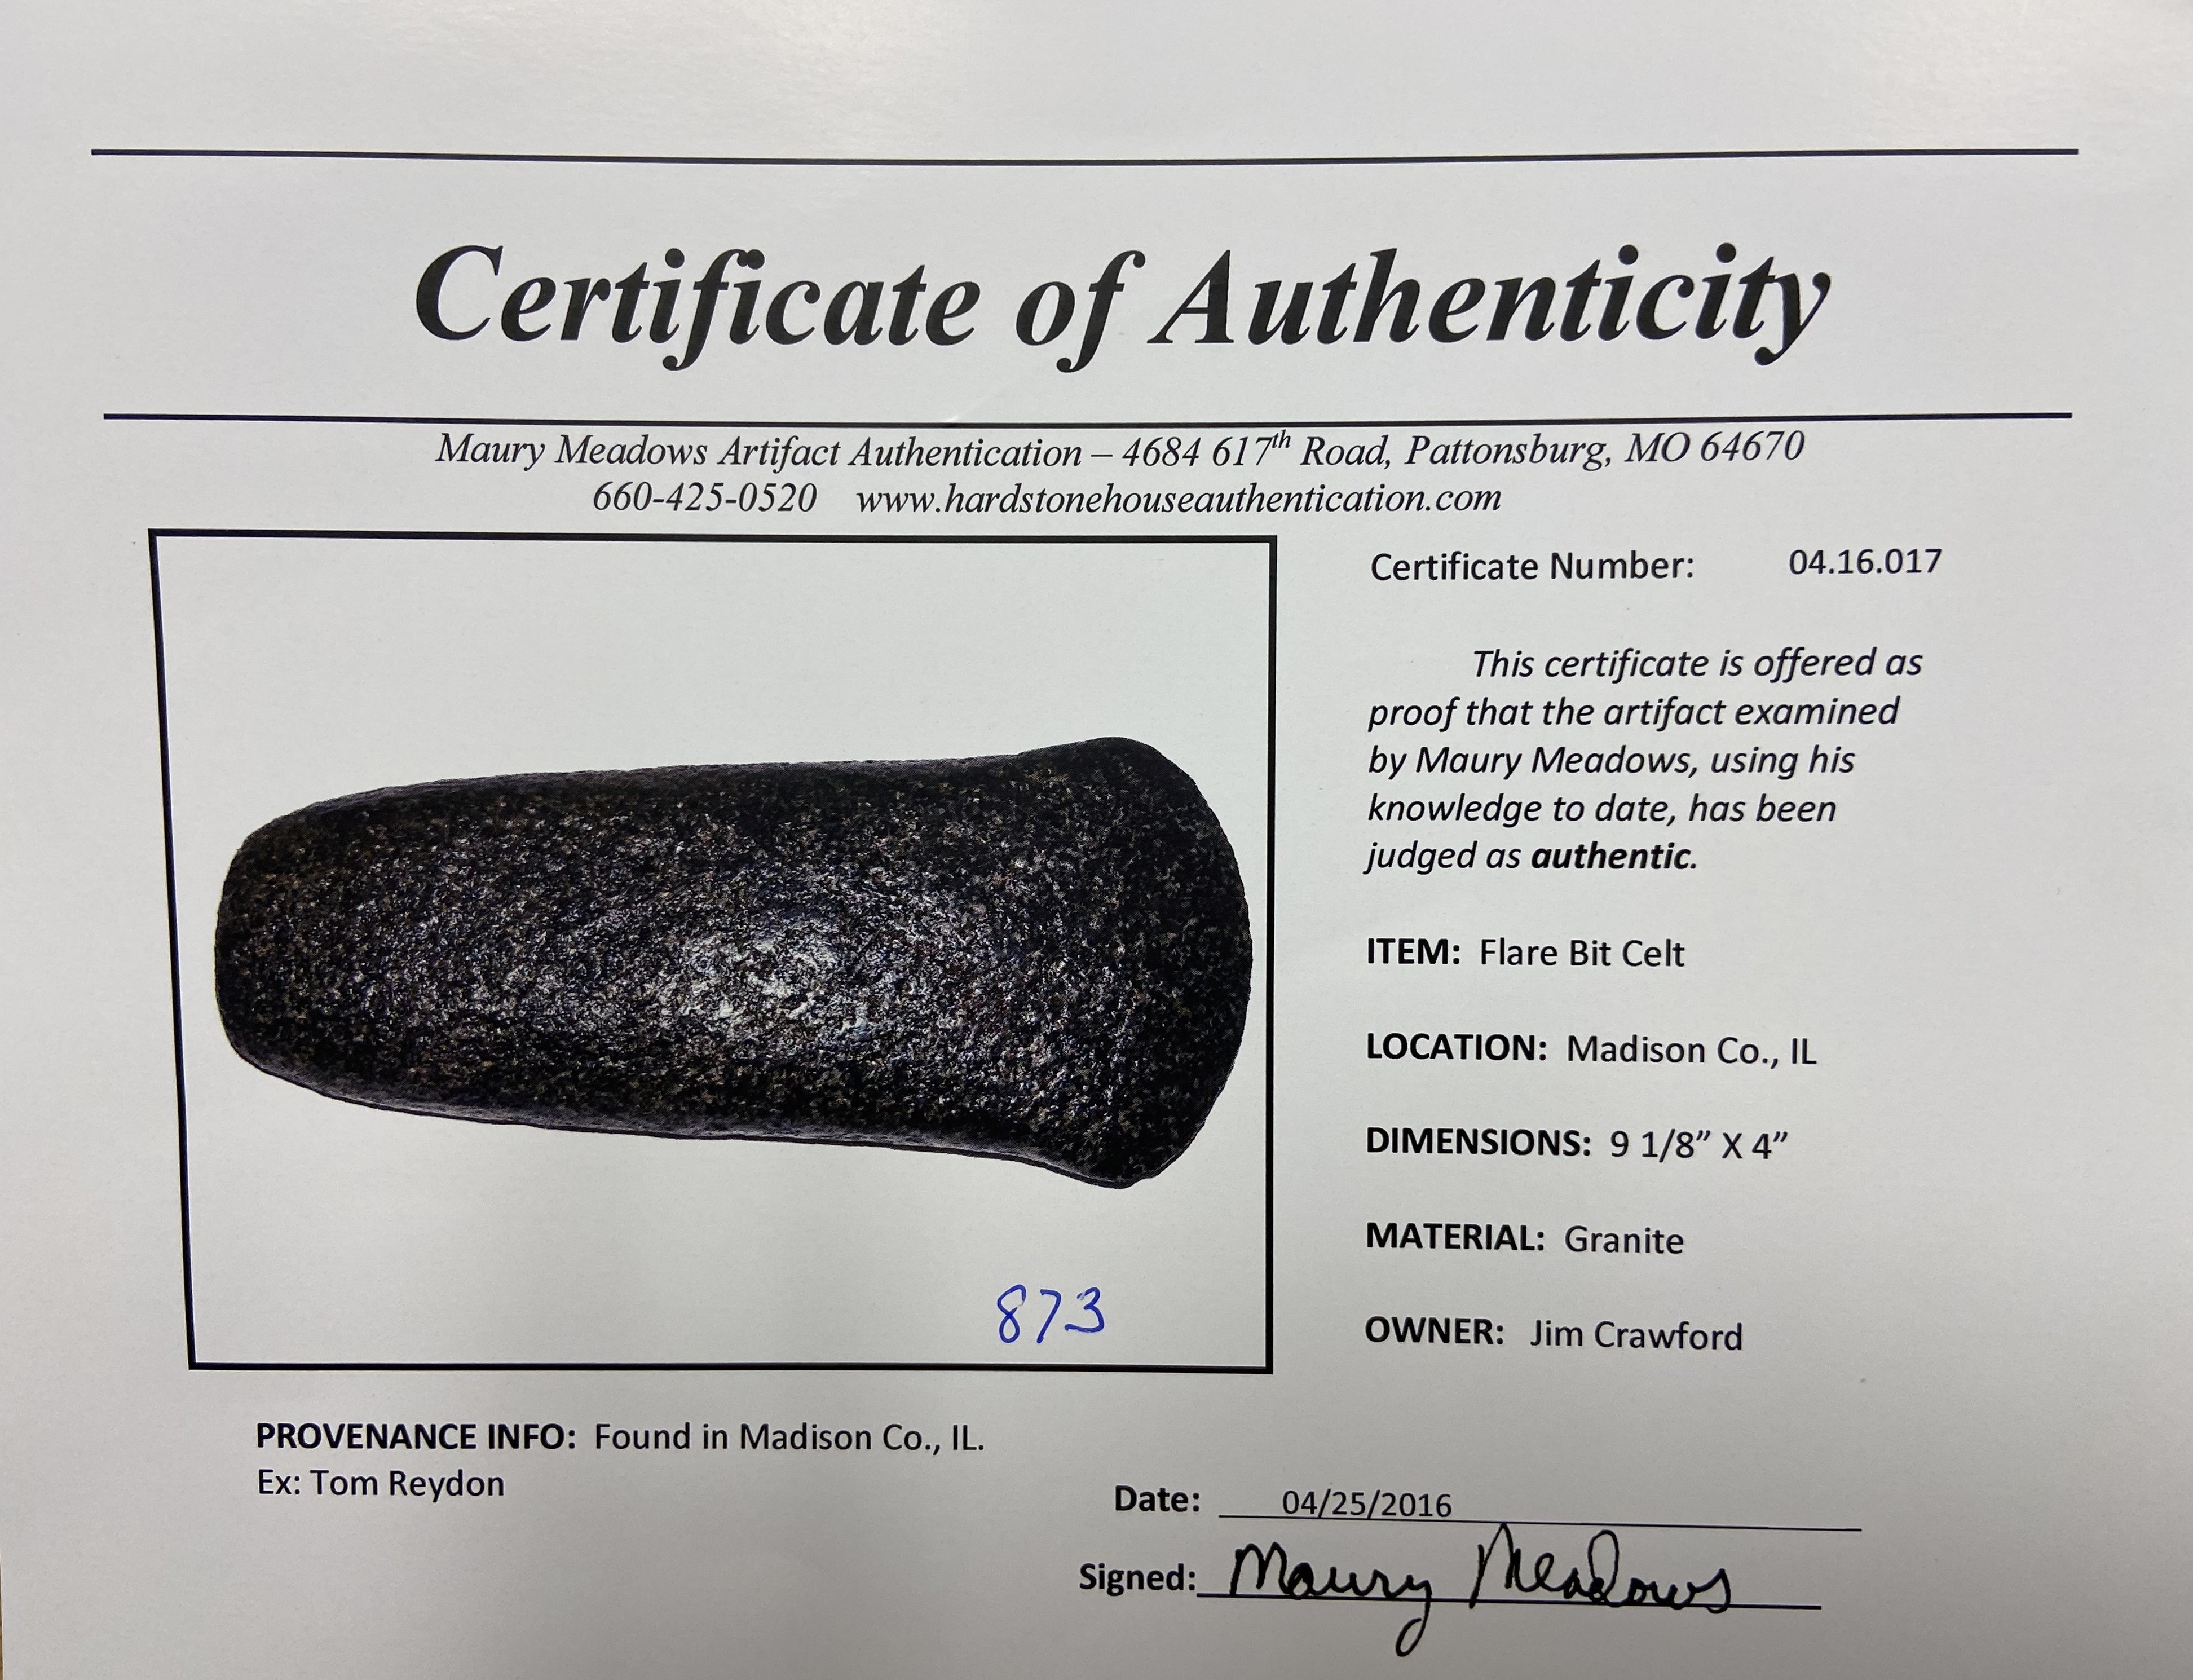 Certificate of Authenticity
Maury Meadows Artifact Authentication – 4684 617th Road, Pattonsburg, MO 64670
660-425-0520 www.hardstonehouseauthentication.com
Certificate Number: 04.16.017
This certificate is offered as
proof that the artifact examined
by Maury Meadows, using his
knowledge to date, has been
judged as authentic.
ITEM: Flare Bit Celt
LOCATION: Madison Co., IL
DIMENSIONS: 9 1/8” X 4”
MATERIAL: Granite
OWNER: Jim Crawford
873
PROVENANCE INFO: Found in Madison Co., IL.
Ex: Tom Reydon
Date: 04/25/2016
Signed: Maury Meadows